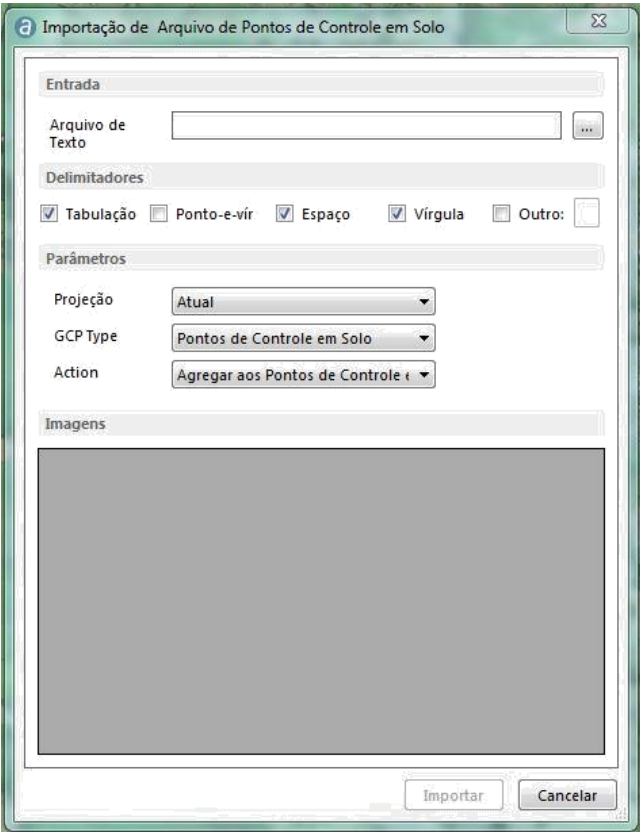 Importação de Arquivo de Pontos de Controle em Solo
Entrada
Arquivo de
Texto
...
Delimitadores
Tabulação Ponto-e-vír Espaço Vírgula Outro:
Parâmetros
Projeção Atual
GCP Type Pontos de Controle em Solo
Action Agregar aos Pontos de Controle
Imagens
Importar Cancelar